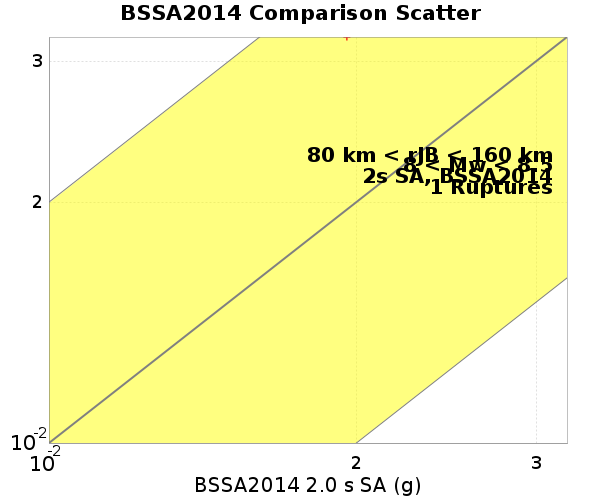 BSSA2014 Comparison Scatter
3
80 km < rJB < 160 km
8 < Mw < 8.5
2s SA, BSSA2014
1 Ruptures
2
10-2
10-2
2
3
BSSA2014 2.0 s SA (g)